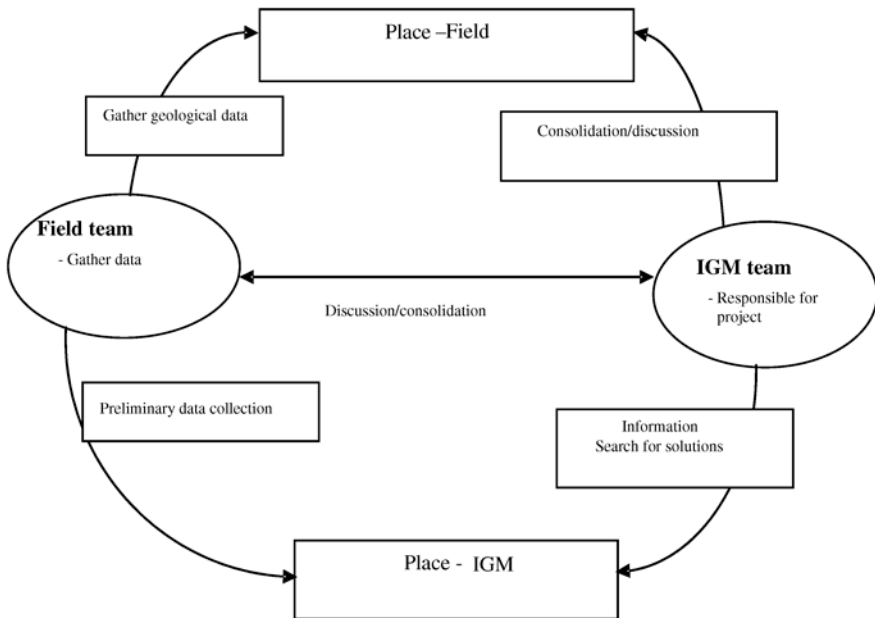 Place –Field
Gather geological data
Consolidation/discussion
Field team
- Gather data
IGM team
- Responsible for
project
Discussion/consolidation
Preliminary data collection
Information
Search for solutions
Place - IGM